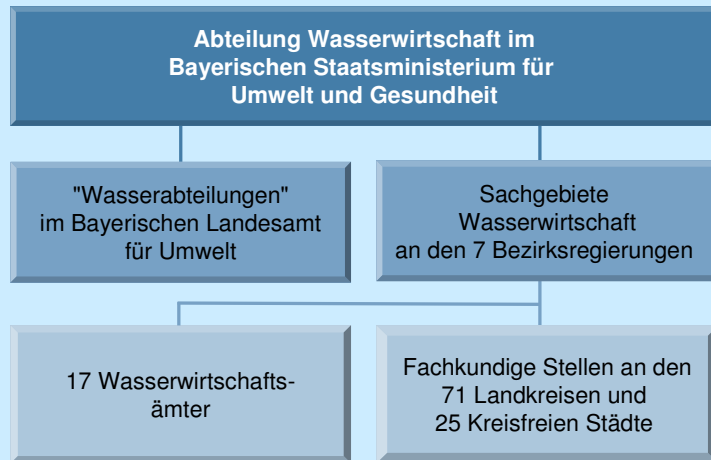 Abteilung Wasserwirtschaft im
Bayerischen Staatsministerium für
Umwelt und Gesundheit
"Wasserabteilungen"
im Bayerischen Landesamt
für Umwelt
Sachgebiete
Wasserwirtschaft
an den 7 Bezirksregierungen
17 Wasserwirtschafts-
ämter
Fachkundige Stellen an den
71 Landkreisen und
25 Kreisfreien Städte